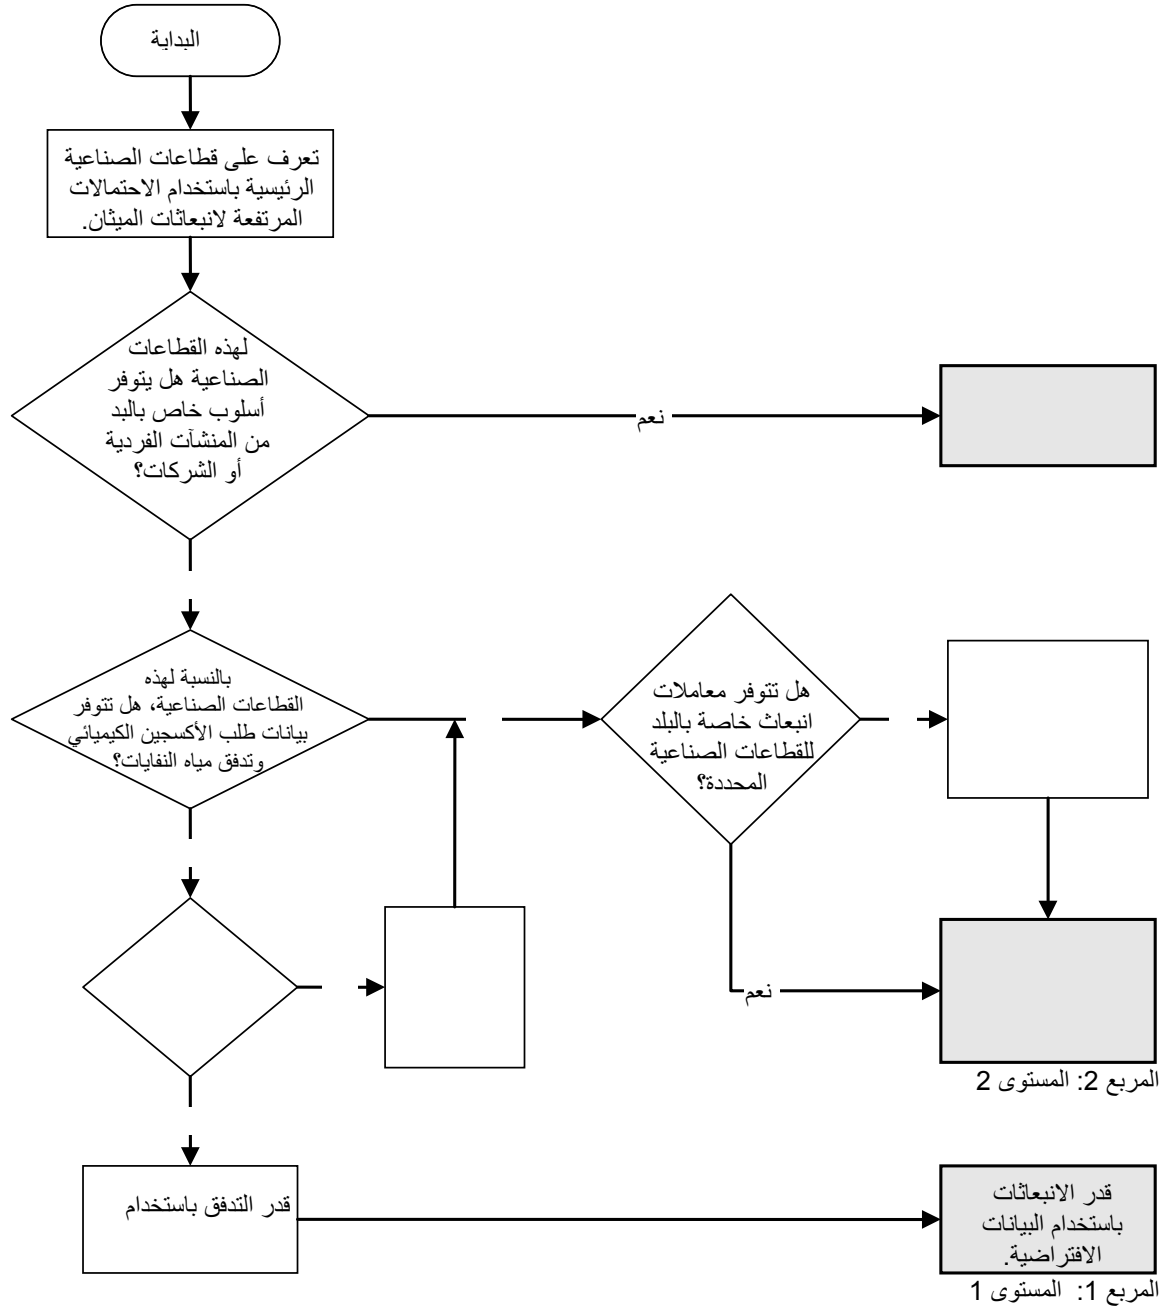 البداية
تعرف على قطاعات الصناعية
الرئيسية باستخدام الاحتمالات
المرتفعة لانبعاثات الميثان.
لهذه القطاعات
الصناعية هل يتوفر
أسلوب خاص بالبد
من المنشآت الفردية
أو الشركات؟
نعم
بالنسبة لهذه
القطاعات الصناعية، هل تتوفر
بيانات طلب الأكسجين الكيميائي
وتدفق مياه النفايات؟
هل تتوفر معاملات
انبعاث خاصة بالبلد
للقطاعات الصناعية
المحددة؟
نعم
المربع 2: المستوى 2
قدر التدفق باستخدام
قدر الانبعاثات
باستخدام البيانات
الافتراضية.
المربع 1: المستوى 1